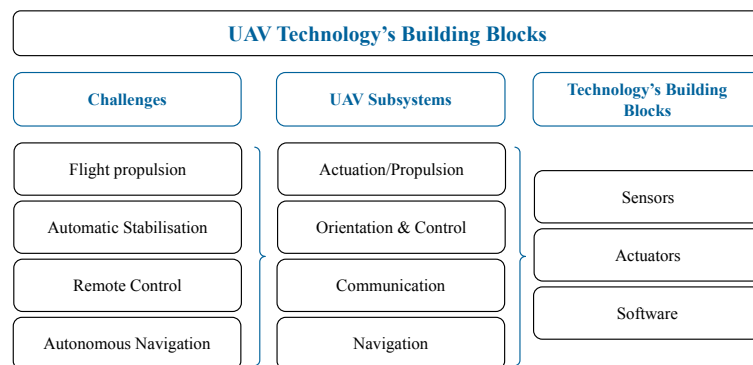 UAV Technology’s Building Blocks
Challenges
UAV Subsystems
Technology’s Building
Blocks
Flight propulsion
Automatic Stabilisation
Remote Control
Autonomous Navigation
Actuation/Propulsion
Orientation & Control
Communication
Navigation
Sensors
Actuators
Software